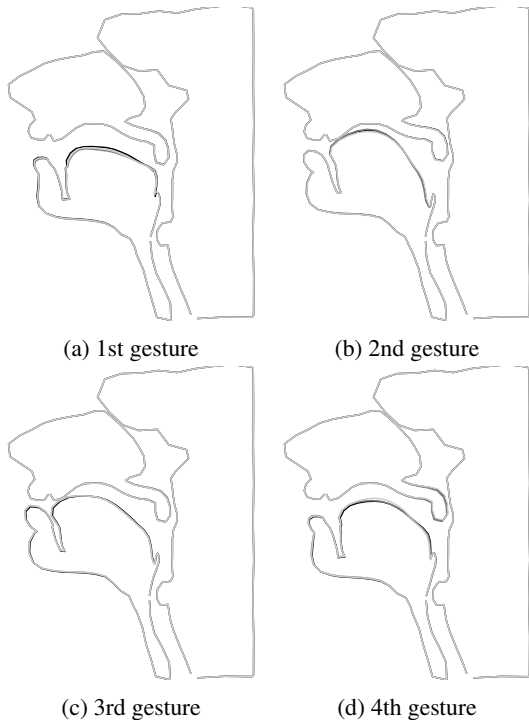 (a) 1st gesture
(b) 2nd gesture
(c) 3rd gesture
(d) 4th gesture